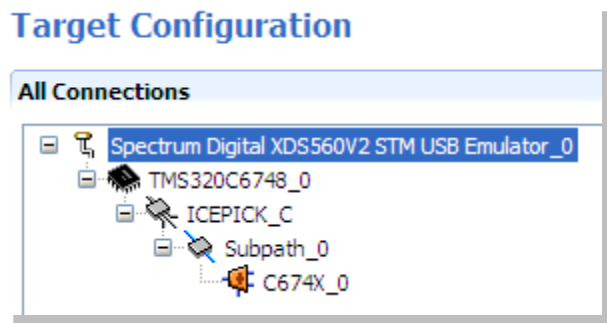 Target Configuration
All Connections
Spectrum Digital XDS560V2 STM USB Emulator_0
TMS320C6748_0
ICEPICK_C
Subpath_0
C674X_0